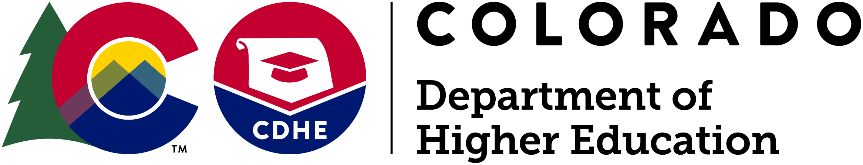 COLORADO
TM
CDHE
Department of
Higher Education